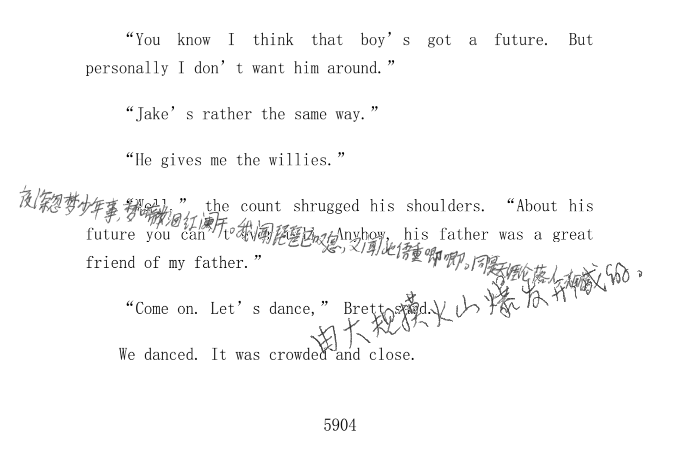 “You know I think that boy’s got a future. But
personally I don’t want him around.”
“Jake’s rather the same way.”
“He gives me the willies.”
夜深忽梦少年事,梦啼妆泪红阑干。我闻琵琶已叹息,又闻此语重唧唧。同是天涯沦落人
“Well,” the count shrugged his shoulders. “About his
future you can’t Anyhow, his father was a great
friend of my father.”
“Come on. Let’s dance,” Brett said.
由大规模火山爆发
We danced. It was crowded and close.
5904